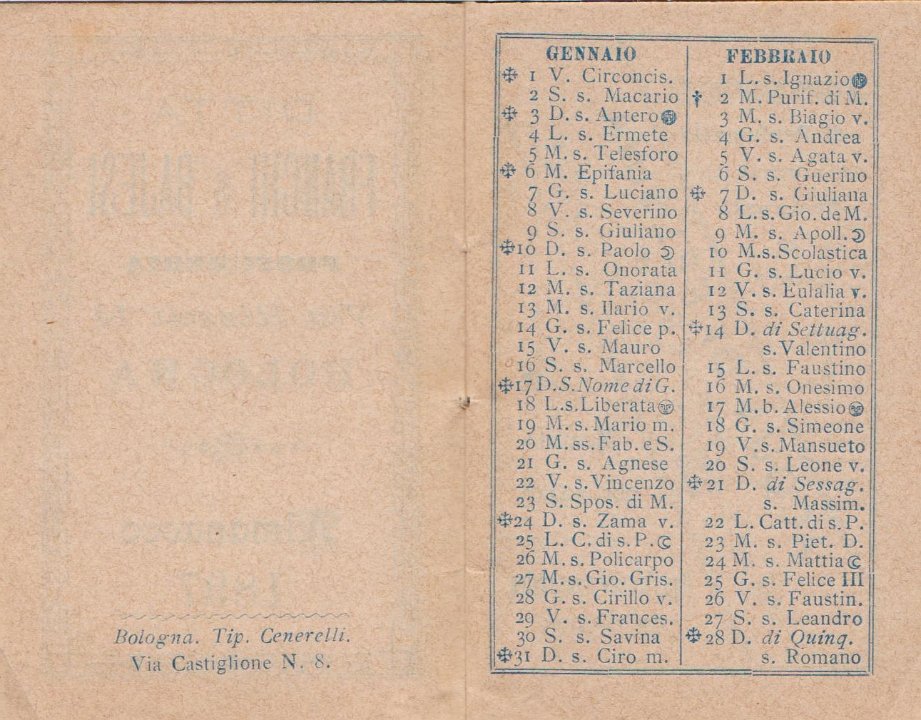 Bologna. Tip. Cenerelli.
Via Castiglione N. 8.
GENNAIO
1 V. Circoncis.
2 S. s. Macario
3 D. s. Antero
4 L. s. Ermete
5 M. s. Telesforo
6 M. Epifania
7 G. s. Luciano
8 V. s. Severino
9 S. s. Giuliano
10 D. s. Paolo
11 L. s. Onorata
12 M. s. Taziana
13 M. s. Ilario v.
14 G. s. Felice p.
15 V. s. Mauro
16 S. s. Marcello
17 D. S. Nome di G.
18 L. s. Liberata
19 M. s. Mario m.
20 M. ss. Fab. e S.
21 G. s. Agnese
22 V. s. Vincenzo
23 S. Spos. di M.
24 D. s. Zama v.
25 L. C. di s. P.
26 M. s. Policarpo
27 M. s. Gio. Gris.
28 G. s. Cirillo v.
29 V. s. Frances.
30 S. s. Savina
31 D. s. Ciro m.
FEBBRAIO
1 L. s. Ignazio
† 2 M. Purif. di M.
3 M. s. Biagio v.
4 G. s. Andrea
5 V. s. Agata v.
6 S. s. Guerino
7 D. s. Giuliana
8 L. s. Gio. de M.
9 M. s. Apoll.
10 M. s. Scolastica
11 G. s. Lucio v.
12 V. s. Eulalia v.
13 S. s. Caterina
14 D. di Settuag.
s. Valentino
15 L. s. Faustino
16 M. s. Onesimo
17 M. b. Alessio
18 G. s. Simeone
19 V. s. Mansueto
20 S. s. Leone v.
21 D. di Sessag.
s. Massim.
22 L. Catt. di s. P.
23 M. s. Piet. D.
24 M. s. Mattia
25 G. s. Felice III
26 V. s. Faustin.
27 S. s. Leandro
28 D. di Quinq.
s. Romano